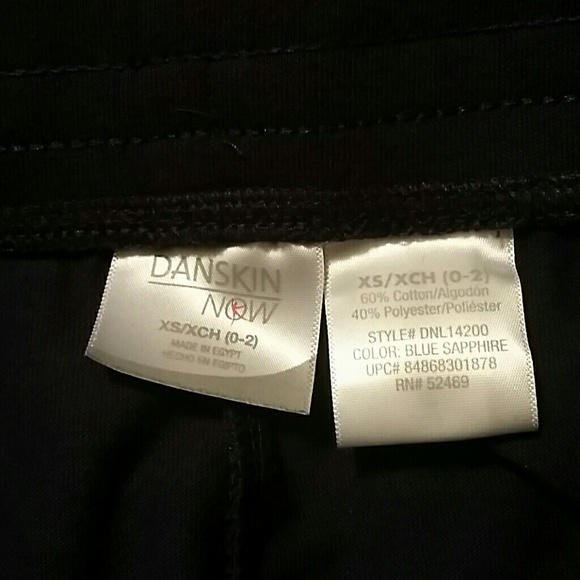 DANSKIN
NOW
XS/XCH (0-2)
MADE IN EGYPT
HECHO EN EGIPTO
XS/XCH (0-2)
60% Cotton/Algodón
40% Polyester/Poliéster
STYLE# DNL14200
COLOR: BLUE SAPPHIRE
UPC# 84868301878
RN# 52469